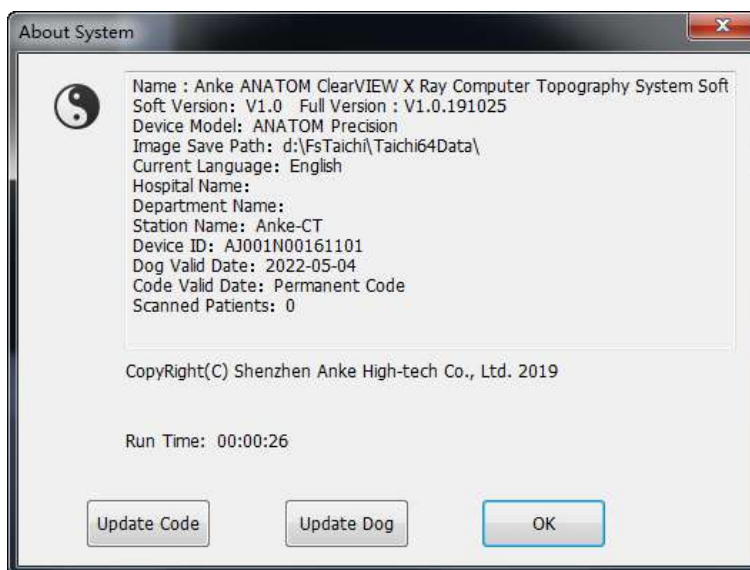 About System
Name : Anke ANATOM ClearVIEW X Ray Computer Topography System Soft
Soft Version： V1.0   Full Version : V1.0.191025
Device Model： ANATOM Precision
Image Save Path： d:\FsTaichi\Taichi64Data\
Current Language： English
Hospital Name：
Department Name：
Station Name： Anke-CT
Device ID： AJ001N00161101
Dog Valid Date： 2022-05-04
Code Valid Date： Permanent Code
Scanned Patients： 0
CopyRight(C) Shenzhen Anke High-tech Co., Ltd. 2019
Run Time:  00:00:26
Update Code
Update Dog
OK